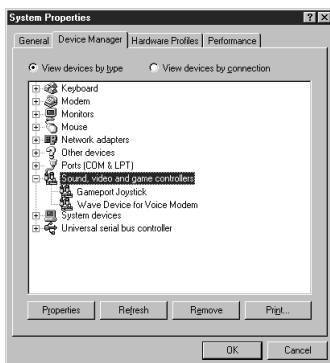 System Properties
General Device Manager Hardware Profiles Performance
View devices by type View devices by connection
Keyboard
Modem
Monitors
Mouse
Network adapters
Other devices
Ports (COM & LPT)
Sound, video and game controllers
Gameport Joystick
Wave Device for Voice Modem
System devices
Universal serial bus controller
Properties Refresh Remove Print...
OK Cancel